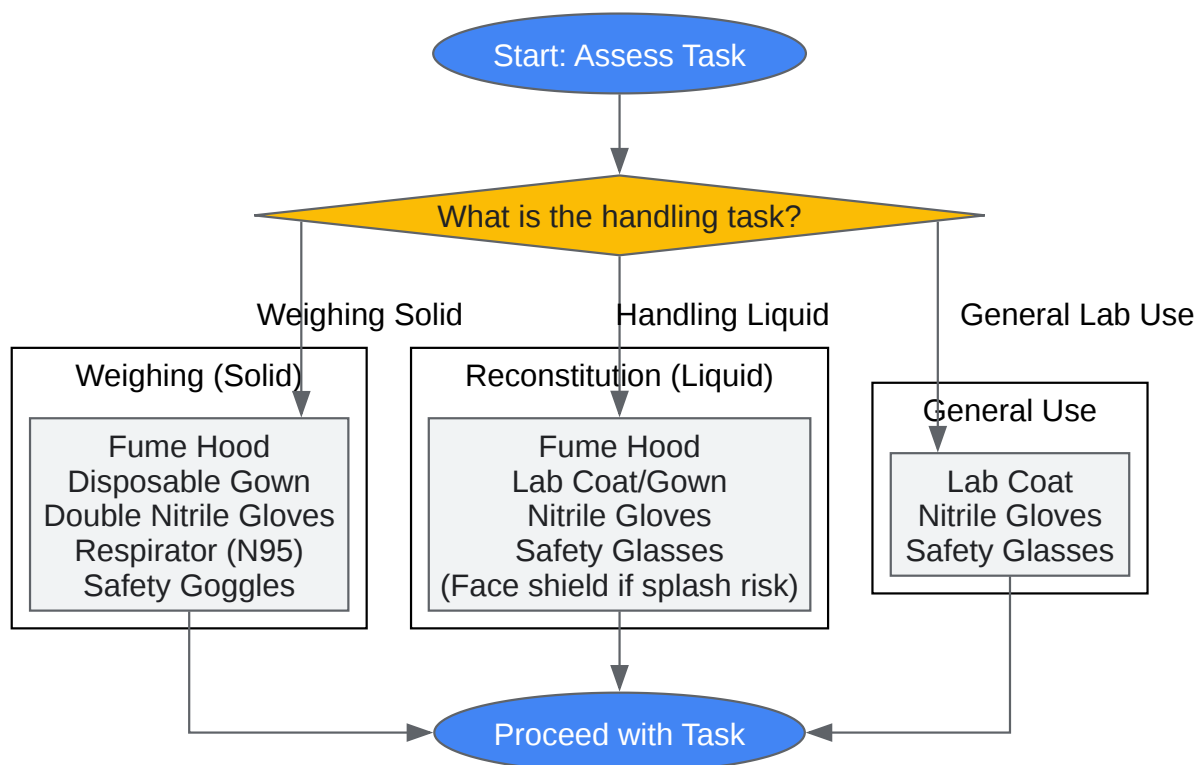 Start: Assess Task
What is the handling task?
Weighing Solid
Handling Liquid
General Lab Use
Weighing (Solid)
Fume Hood
Disposable Gown
Double Nitrile Gloves
Respirator (N95)
Safety Goggles
Reconstitution (Liquid)
Fume Hood
Lab Coat/Gown
Nitrile Gloves
Safety Glasses
(Face shield if splash risk)
General Use
Lab Coat
Nitrile Gloves
Safety Glasses
Proceed with Task